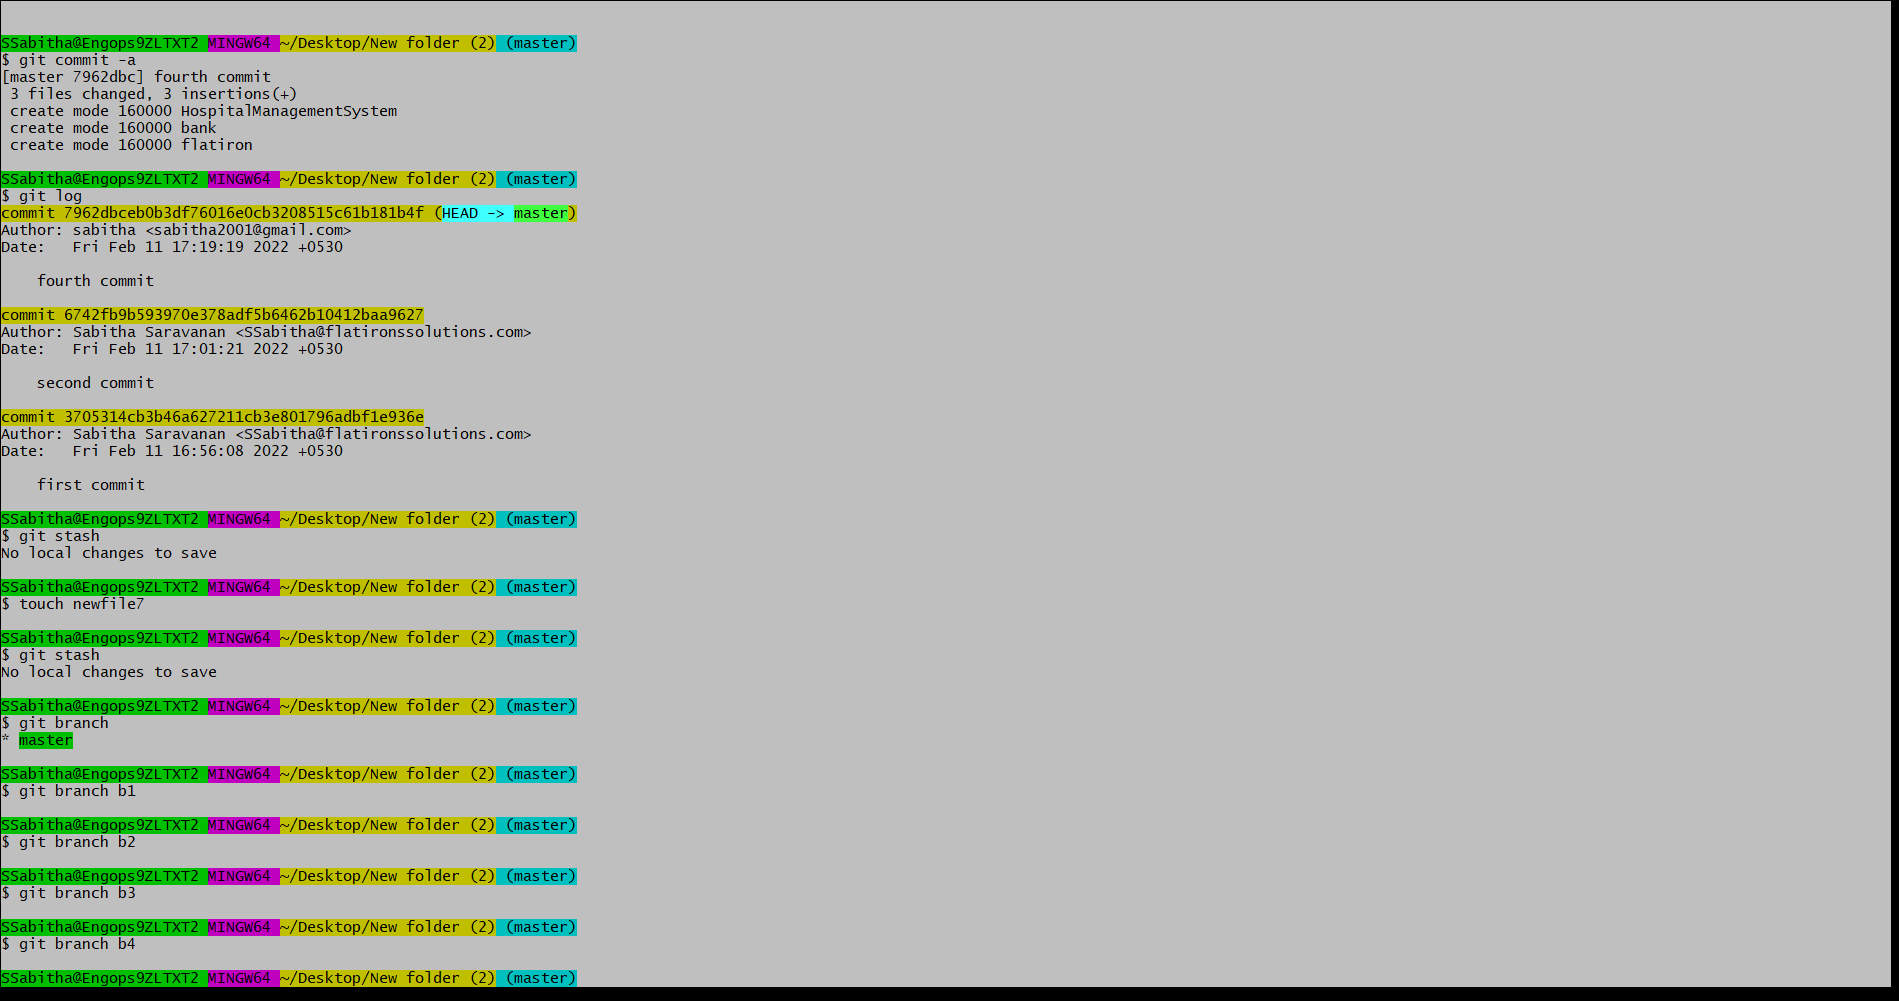 SSabitha@Engops9ZLTXT2 MINGW64 ~/Desktop/New folder (2) (master)
$ git commit -a
[master 7962dbc] fourth commit
 3 files changed, 3 insertions(+)
 create mode 160000 HospitalManagementSystem
 create mode 160000 bank
 create mode 160000 flatiron
SSabitha@Engops9ZLTXT2 MINGW64 ~/Desktop/New folder (2) (master)
$ git log
commit 7962dbceb0b3df76016e0cb3208515c61b181b4f (HEAD -> master)
Author: sabitha <sabitha2001@gmail.com>
Date:   Fri Feb 11 17:19:19 2022 +0530
    fourth commit
commit 6742fb9b593970e378adf5b6462b10412baa9627
Author: Sabitha Saravanan <SSabitha@flatironssolutions.com>
Date:   Fri Feb 11 17:01:21 2022 +0530
    second commit
commit 3705314cb3b46a627211cb3e801796adbf1e936e
Author: Sabitha Saravanan <SSabitha@flatironssolutions.com>
Date:   Fri Feb 11 16:56:08 2022 +0530
    first commit
SSabitha@Engops9ZLTXT2 MINGW64 ~/Desktop/New folder (2) (master)
$ git stash
No local changes to save
SSabitha@Engops9ZLTXT2 MINGW64 ~/Desktop/New folder (2) (master)
$ touch newfile7
SSabitha@Engops9ZLTXT2 MINGW64 ~/Desktop/New folder (2) (master)
$ git stash
No local changes to save
SSabitha@Engops9ZLTXT2 MINGW64 ~/Desktop/New folder (2) (master)
$ git branch
* master
SSabitha@Engops9ZLTXT2 MINGW64 ~/Desktop/New folder (2) (master)
$ git branch b1
SSabitha@Engops9ZLTXT2 MINGW64 ~/Desktop/New folder (2) (master)
$ git branch b2
SSabitha@Engops9ZLTXT2 MINGW64 ~/Desktop/New folder (2) (master)
$ git branch b3
SSabitha@Engops9ZLTXT2 MINGW64 ~/Desktop/New folder (2) (master)
$ git branch b4
SSabitha@Engops9ZLTXT2 MINGW64 ~/Desktop/New folder (2) (master)